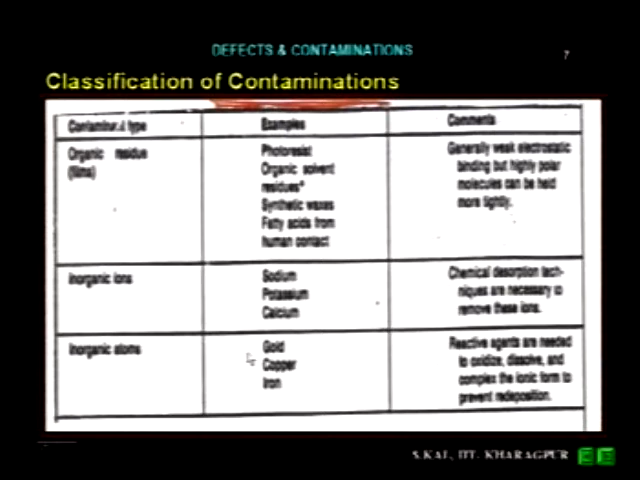 DEFECTS & CONTAMINATIONS
7
Classification of Contaminations
Contaminant type Examples Comments
Organic residue (films)
Photoresist
Organic solvent
residues*
Synthetic waxes
Fatty acids from
human contact
Generally weak electrostatic
binding but highly polar
molecules can be held
more tightly.
Inorganic ions
Sodium
Potassium
Calcium
Chemical desorption tech-
niques are necessary to
remove these ions.
Inorganic atoms
Gold
Copper
Iron
Reactive agents are needed
to oxidize, dissolve, and
complex the ionic form to
prevent redeposition.
S.KAL, IIT. KHARAGPUR